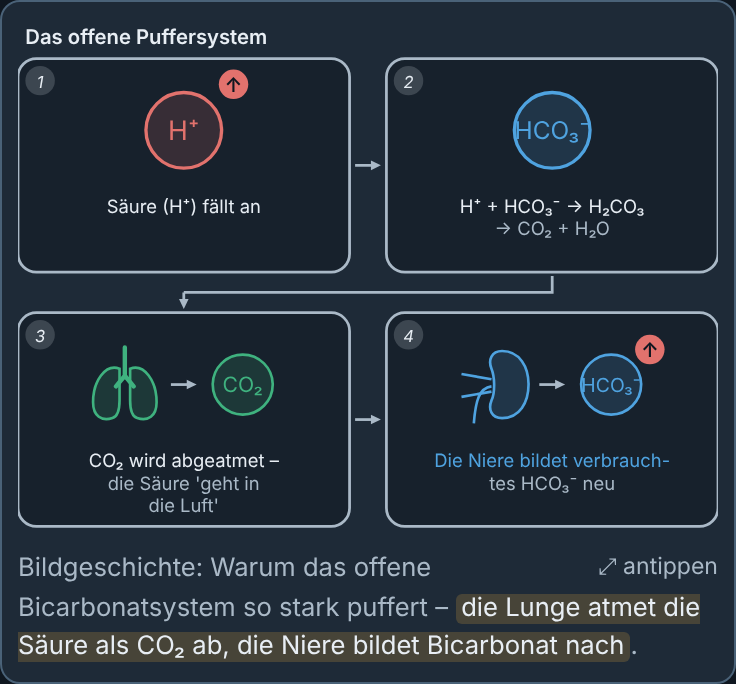 Das offene Puffersystem
1
H⁺
↑
Säure (H⁺) fällt an
2
HCO₃⁻
H⁺ + HCO₃⁻ → H₂CO₃
→ CO₂ + H₂O
3
CO₂
CO₂ wird abgeatmet –
die Säure 'geht in
die Luft'
4
HCO₃⁻
↑
Die Niere bildet verbrauch-
tes HCO₃⁻ neu
Bildgeschichte: Warum das offene
⤢ antippen
Bicarbonatsystem so stark puffert – die Lunge atmet die
Säure als CO₂ ab, die Niere bildet Bicarbonat nach.